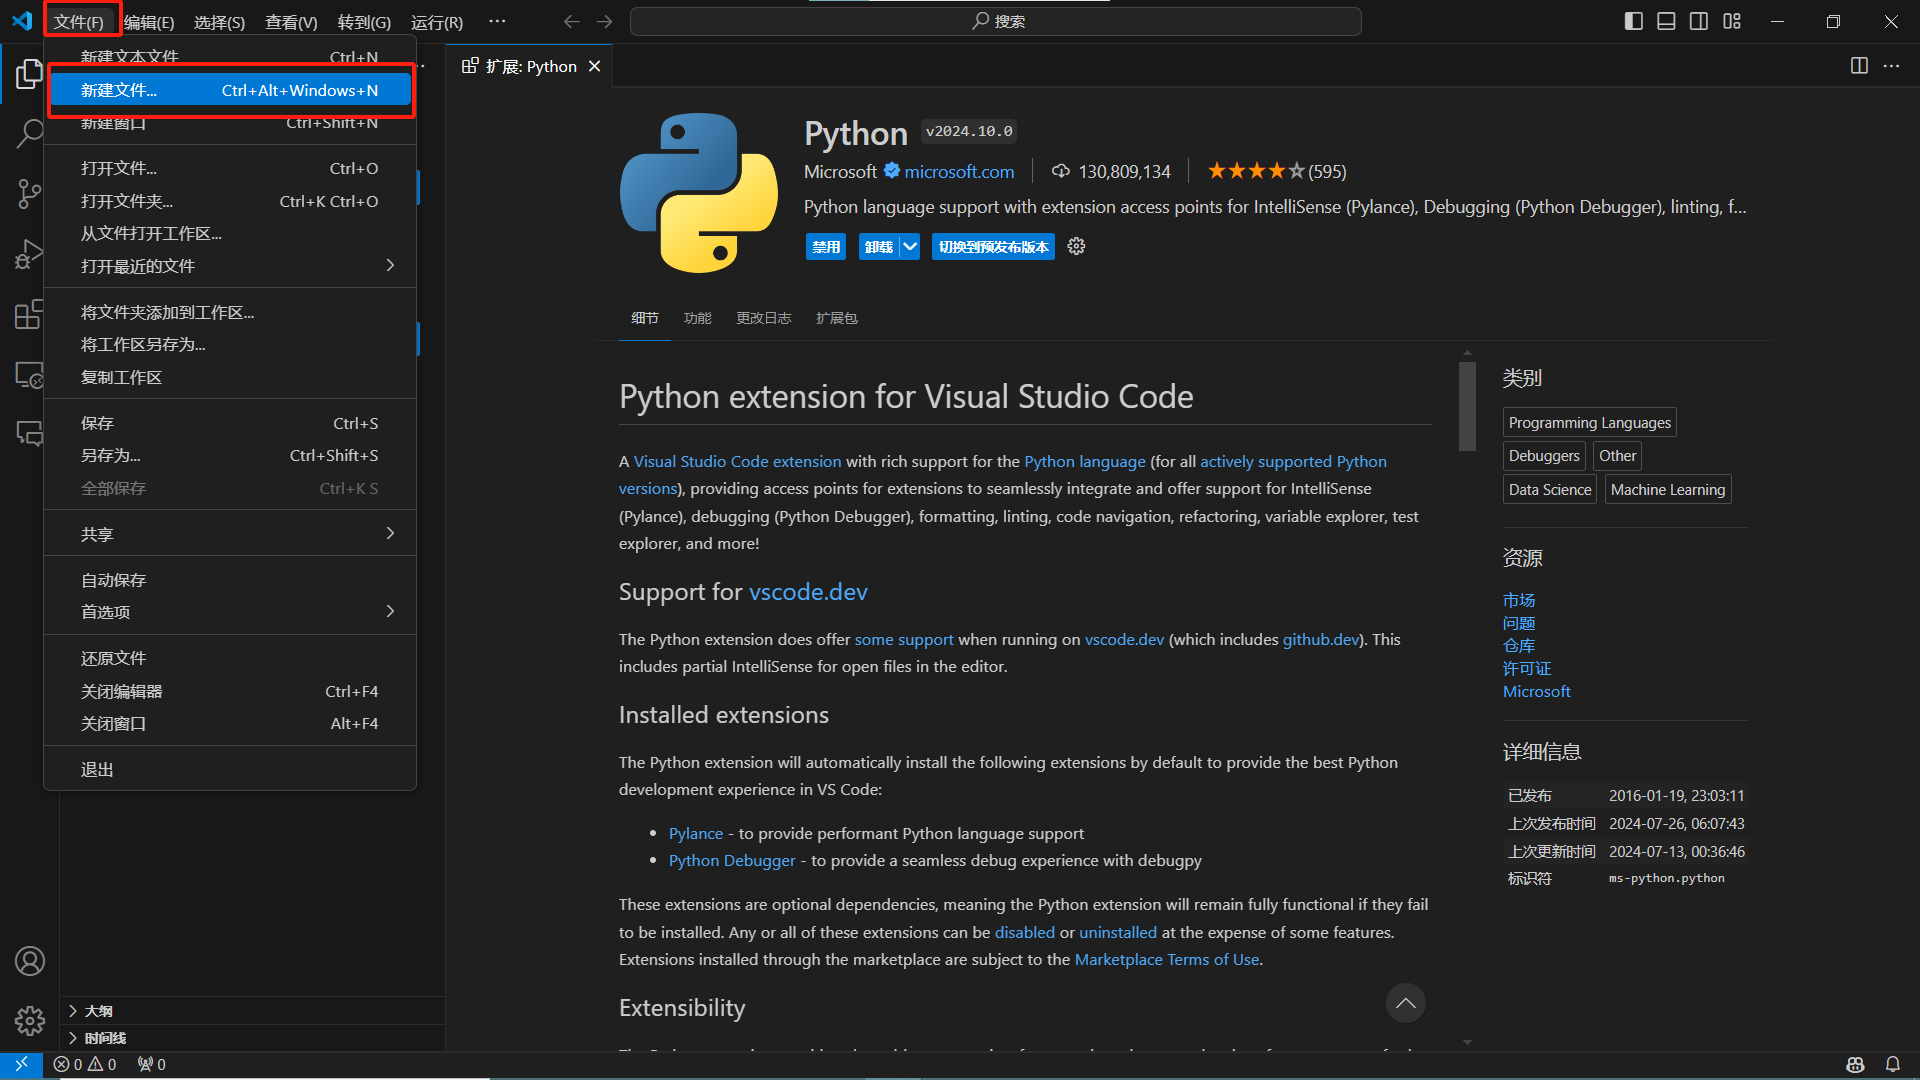 文件(F) 编辑(E) 选择(S) 查看(V) 转到(G) 运行(R) ··· 搜索
新建文本文件 Ctrl+N
新建文件... Ctrl+Alt+Windows+N
新建窗口 Ctrl+Shift+N
打开文件... Ctrl+O
打开文件夹... Ctrl+K Ctrl+O
从文件打开工作区...
打开最近的文件
将文件夹添加到工作区...
将工作区另存为...
复制工作区
保存 Ctrl+S
另存为... Ctrl+Shift+S
全部保存 Ctrl+K S
共享
自动保存
首选项
还原文件
关闭编辑器 Ctrl+F4
关闭窗口 Alt+F4
退出
大纲
时间线
0 0 0
扩展: Python
Python v2024.10.0
Microsoft microsoft.com 130,809,134 (595)
Python language support with extension access points for IntelliSense (Pylance), Debugging (Python Debugger), linting, f...
禁用 卸载 切换到预发布版本
细节 功能 更改日志 扩展包
Python extension for Visual Studio Code
A Visual Studio Code extension with rich support for the Python language (for all actively supported Python
versions), providing access points for extensions to seamlessly integrate and offer support for IntelliSense
(Pylance), debugging (Python Debugger), formatting, linting, code navigation, refactoring, variable explorer, test
explorer, and more!
Support for vscode.dev
The Python extension does offer some support when running on vscode.dev (which includes github.dev). This
includes partial IntelliSense for open files in the editor.
Installed extensions
The Python extension will automatically install the following extensions by default to provide the best Python
development experience in VS Code:
• Pylance - to provide performant Python language support
• Python Debugger - to provide a seamless debug experience with debugpy
These extensions are optional dependencies, meaning the Python extension will remain fully functional if they fail
to be installed. Any or all of these extensions can be disabled or uninstalled at the expense of some features.
Extensions installed through the marketplace are subject to the Marketplace Terms of Use.
Extensibility
类别
Programming Languages
Debuggers Other
Data Science Machine Learning
资源
市场
问题
仓库
许可证
Microsoft
详细信息
已发布 2016-01-19, 23:03:11
上次发布时间 2024-07-26, 06:07:43
上次更新时间 2024-07-13, 00:36:46
标识符 ms-python.python